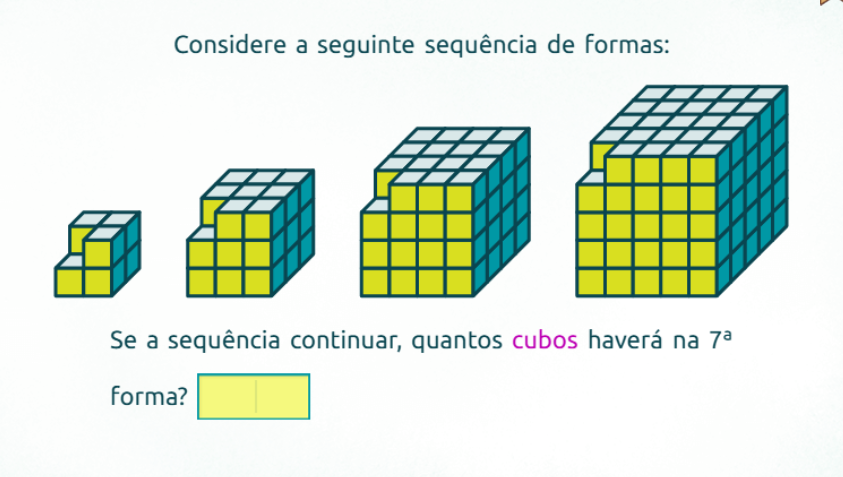 Considere a seguinte sequência de formas:
Se a sequência continuar, quantos cubos haverá na 7ª
forma?